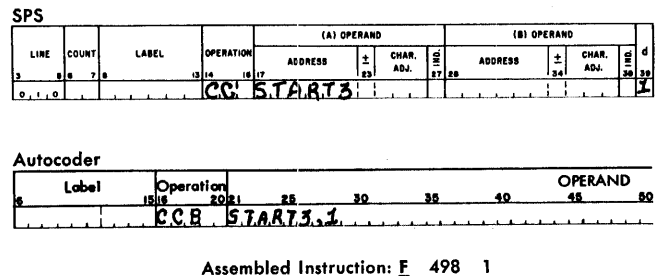 SPS
(A) OPERAND (B) OPERAND
LINE COUNT LABEL OPERATION ADDRESS ± CHAR. ADJ. IND. ADDRESS ± CHAR. ADJ. IND. d
3 5 6 7 8 13 14 16 17 23 27 28 34 38 39
0 1 0 CC START3 1
Autocoder
Label Operation OPERAND
6 15 16 20 21 25 30 35 40 45 50
CCB START3,1
Assembled Instruction: F 498 1